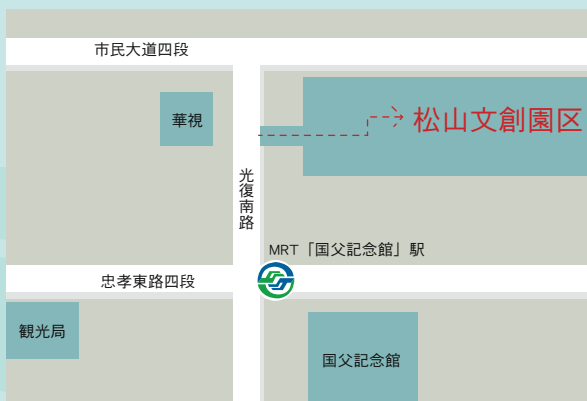 市民大道四段
華視
松山文創園区
光復南路
MRT「国父記念館」駅
忠孝東路四段
観光局
国父記念館